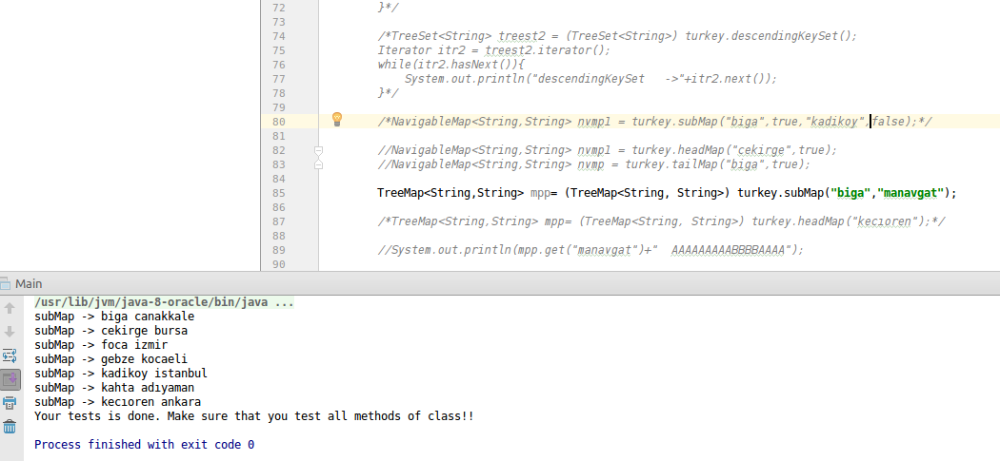 72 }*/
73
74 /*TreeSet<String> treest2 = (TreeSet<String>) turkey.descendingKeySet();
75 Iterator itr2 = treest2.iterator();
76 while(itr2.hasNext()){
77 System.out.println("descendingKeySet ->"+itr2.next());
78 }*/
79
80 /*NavigableMap<String,String> nvmp1 = turkey.subMap("biga",true,"kadikoy",false);*/
81
82 //NavigableMap<String,String> nvmp1 = turkey.headMap("cekirge",true);
83 //NavigableMap<String,String> nvmp = turkey.tailMap("biga",true);
84
85 TreeMap<String,String> mpp= (TreeMap<String, String>) turkey.subMap("biga","manavgat");
86
87 /*TreeMap<String,String> mpp= (TreeMap<String, String>) turkey.headMap("kecıoren");*/
88
89 //System.out.println(mpp.get("manavgat")+" AAAAAAAAABBBBAAAA");
90
Main
/usr/lib/jvm/java-8-oracle/bin/java ...
subMap -> biga canakkale
subMap -> cekirge bursa
subMap -> foca izmir
subMap -> gebze kocaeli
subMap -> kadikoy istanbul
subMap -> kahta adıyaman
subMap -> kecıoren ankara
Your tests is done. Make sure that you test all methods of class!!
Process finished with exit code 0